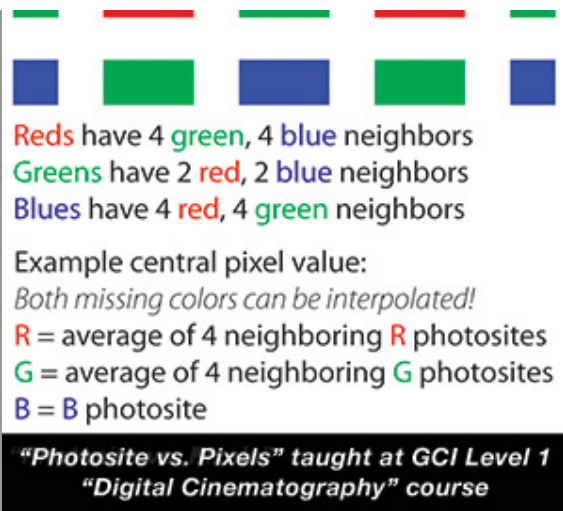 Reds have 4 green, 4 blue neighbors
Greens have 2 red, 2 blue neighbors
Blues have 4 red, 4 green neighbors
Example central pixel value:
Both missing colors can be interpolated!
R = average of 4 neighboring R photosites
G = average of 4 neighboring G photosites
B = B photosite
"Photosite vs. Pixels" taught at GCI Level 1
"Digital Cinematography" course